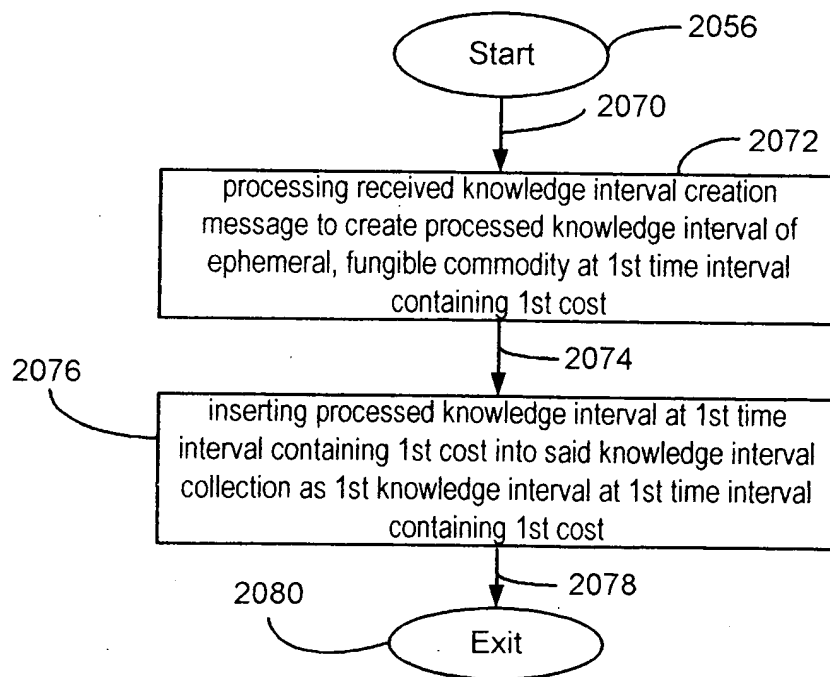 Start
2056
2070
2072
processing received knowledge interval creation
message to create processed knowledge interval of
ephemeral, fungible commodity at 1st time interval
containing 1st cost
2074
2076
inserting processed knowledge interval at 1st time
interval containing 1st cost into said knowledge interval
collection as 1st knowledge interval at 1st time interval
containing 1st cost
2078
2080
Exit